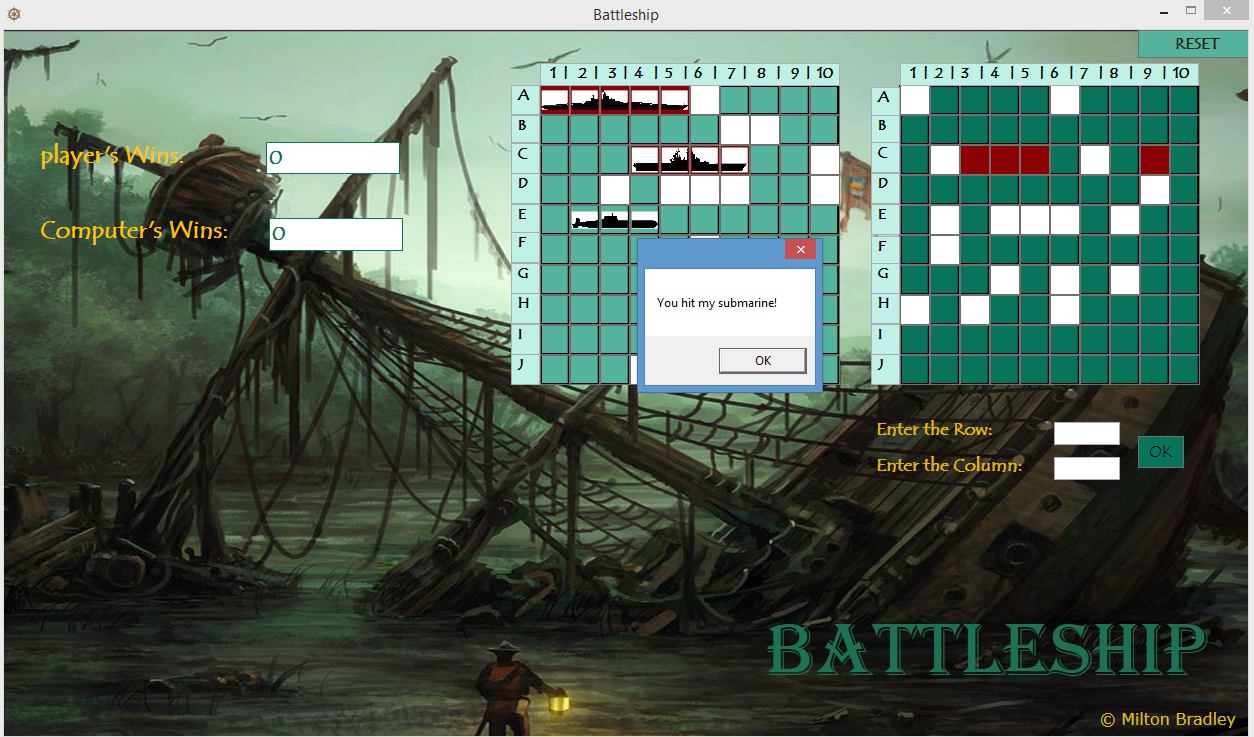 Battleship
RESET
1 | 2 | 3 | 4 | 5 | 6 | 7 | 8 | 9 | 10
1 | 2 | 3 | 4 | 5 | 6 | 7 | 8 | 9 | 10
A
B
C
D
E
F
G
H
I
J
A
B
C
D
E
F
G
H
I
J
player's Wins:
0
Computer's Wins:
0
You hit my submarine!
OK
Enter the Row:
Enter the Column:
OK
BATTLESHIP
© Milton Bradley